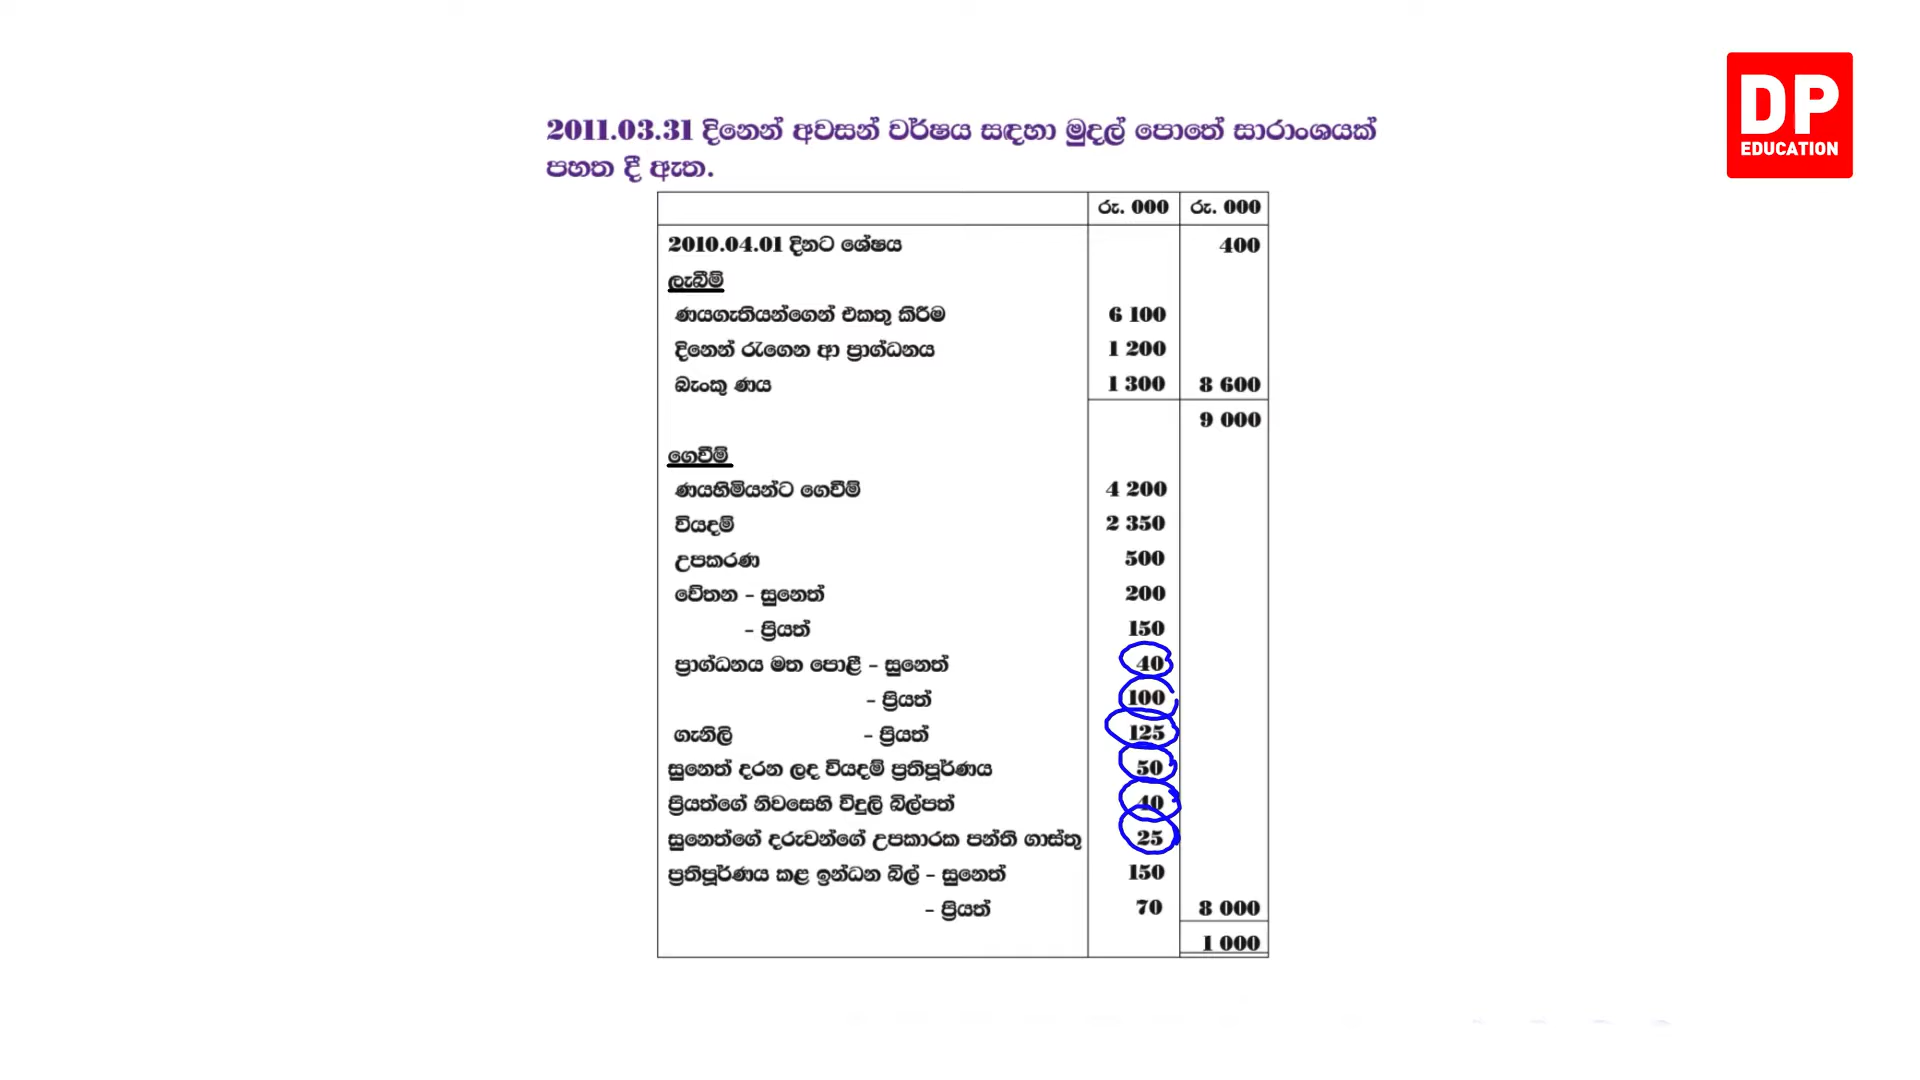 DP
EDUCATION
2011.03.31 දිනෙන් අවසන් වර්ෂය සඳහා මුදල් පොතේ සාරාංශයක්
පහත දී ඇත.
රු. 000 රු. 000
2010.04.01 දිනට ශේෂය 400
ලැබීම්
ණයගැතියන්ගෙන් එකතු කිරීම 6 100
දිනෙන් රැගෙන ආ ප්‍රාග්ධනය 1 200
බැංකු ණය 1 300 8 600
9 000
ගෙවීම්
ණයහිමියන්ට ගෙවීම් 4 200
වියදම් 2 350
උපකරණ 500
වේතන – සුනෙත් 200
– ප්‍රියත් 150
ප්‍රාග්ධනය මත පොළී – සුනෙත් 40
– ප්‍රියත් 100
ගැනිලි – ප්‍රියත් 125
සුනෙත් දරන ලද වියදම් ප්‍රතිපූර්ණය 50
ප්‍රියත්ගේ නිවසෙහි විදුලි බිල්පත් 40
සුනෙත්ගේ දරුවන්ගේ උපකාරක පන්ති ගාස්තු 25
ප්‍රතිපූර්ණය කළ ඉන්ධන බිල් – සුනෙත් 150
– ප්‍රියත් 70 8 000
1 000